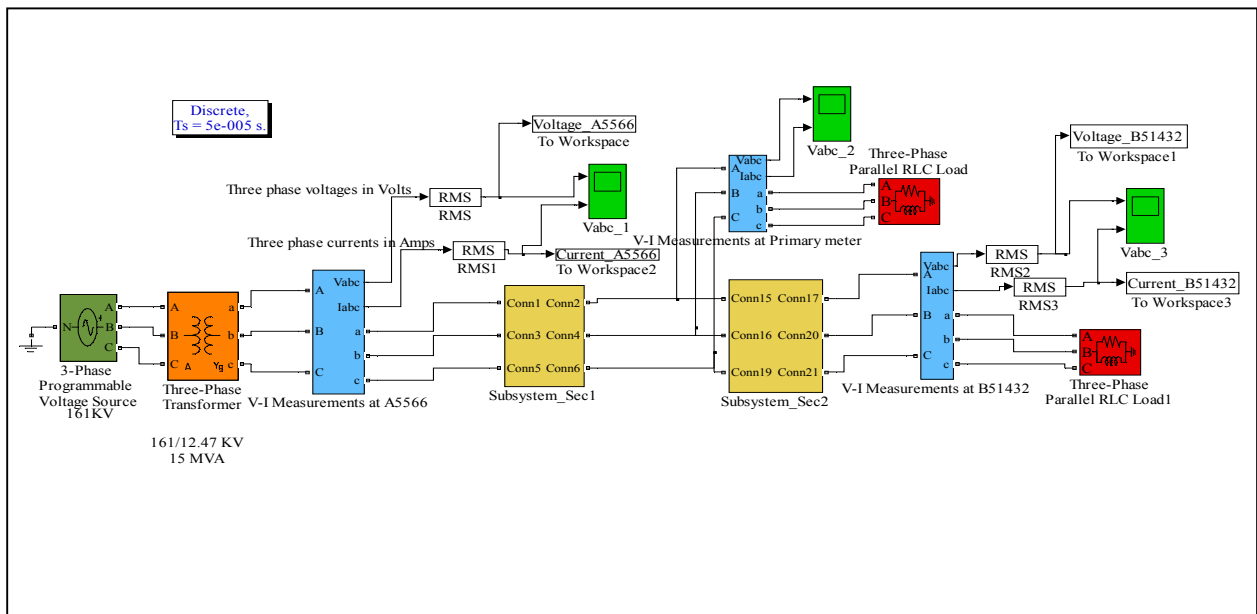 Discrete,
Ts = 5e-005 s.
Voltage_A5566
To Workspace
Three phase voltages in Volts
RMS
RMS
Vabc_1
Three phase currents in Amps
RMS
RMS1
Current_A5566
To Workspace2
N
A
B
C
3-Phase
Programmable
Voltage Source
161KV
A
B
C
a
b
c
Δ
Yg
Three-Phase
Transformer
161/12.47 KV
15 MVA
A
B
C
Vabc
Iabc
a
b
c
V-I Measurements at A5566
Conn1
Conn2
Conn3
Conn4
Conn5
Conn6
Subsystem_Sec1
Vabc
Iabc
A
B
C
a
b
c
V-I Measurements at Primary meter
Vabc_2
Three-Phase
Parallel RLC Load
A
B
C
Conn15
Conn17
Conn16
Conn20
Conn19
Conn21
Subsystem_Sec2
Vabc
A
Iabc
B
C
a
b
c
V-I Measurements at B51432
RMS
RMS2
RMS
RMS3
Voltage_B51432
To Workspace1
Vabc_3
Current_B51432
To Workspace3
A
B
C
Three-Phase
Parallel RLC Load1